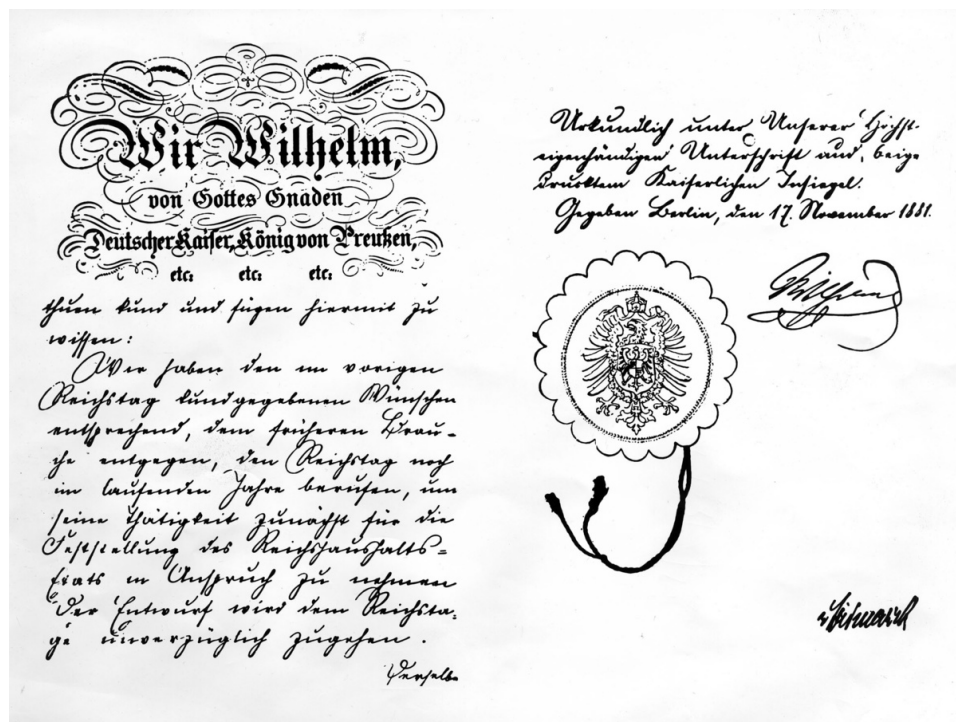 Wir Wilhelm,
von Gottes Gnaden
Deutscher Kaiser, König von Preußen,
etc: etc: etc:
thuen kund und fügen hiermit zu
wissen:
Wir haben den im vorigen
Reichstag kundgegebenen Wünschen
entsprechend, dem früheren Brau-
che entgegen, den Reichstag noch
im laufenden Jahre berufen, um
seine Thätigkeit zunächst für die
Feststellung des Reichshaushalts-
Etats in Anspruch zu nehmen
Der Entwurf wird dem Reichsta-
ge unverzüglich zugehen.
Derselbe
Urkundlich unter Unserer Höchst-
eigenhändigen Unterschrift und, beige
drucktem Kaiserlichen Insiegel.
Gegeben Berlin, den 17. November 1881.
Wilhelm
v Bismarck